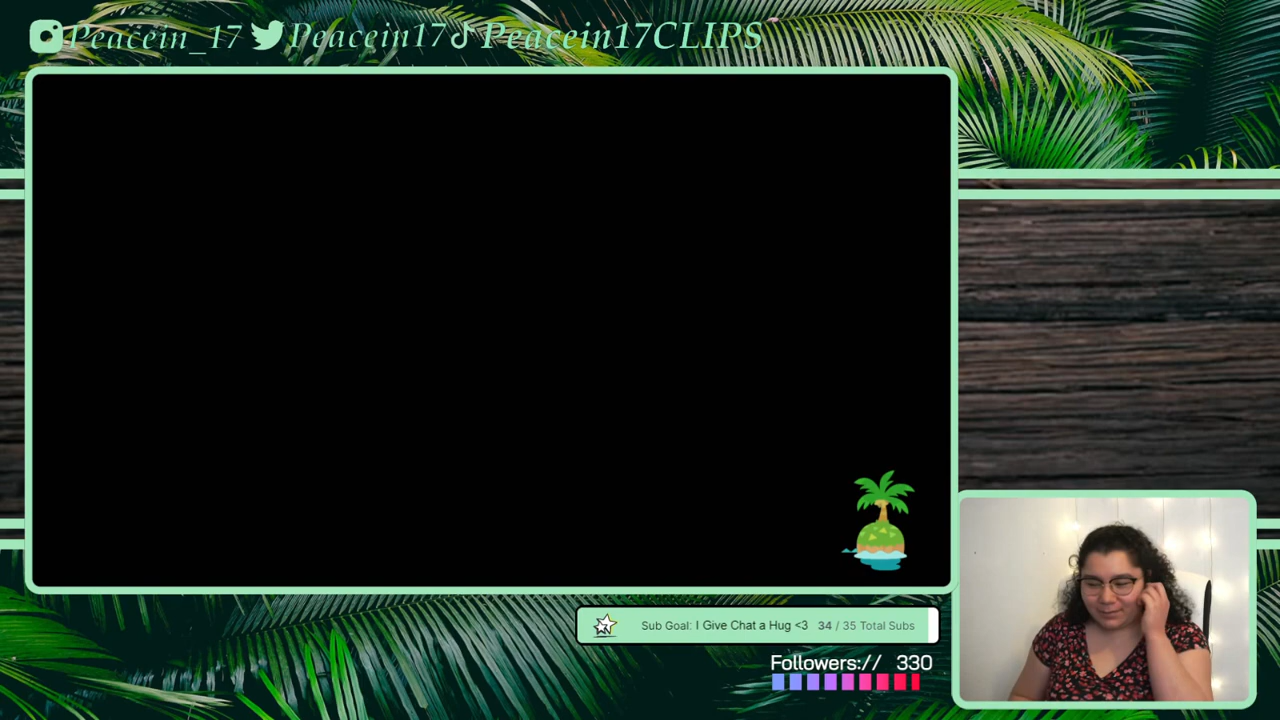 Peacein_17 Peacein17 Peacein17CLIPS
Sub Goal: I Give Chat a Hug <3 34 / 35 Total Subs
Followers:// 330